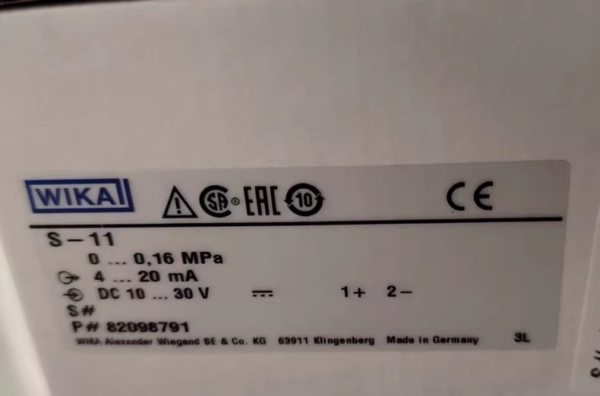 WIKA SA EAC 10 CE
S-11
0 ... 0,16 MPa
4 ... 20 mA
DC 10 ... 30 V 1+ 2-
S#
P# 82098791
WIKA Alexander Wiegand SE & Co. KG 63911 Klingenberg Made in Germany 3L